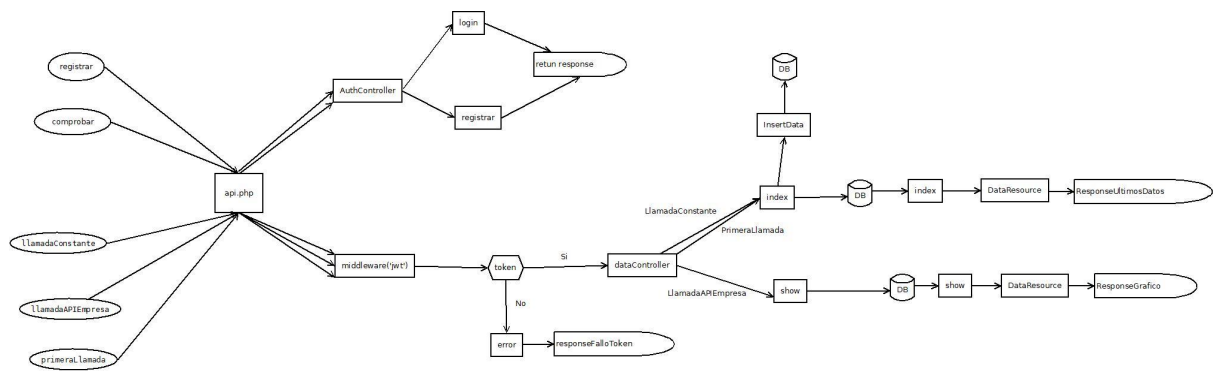 login
retun response
registrar
DB
AuthController
comprobar
registrar
InsertData
api.php
index
DB
index
DataResource
ResponseUltimosDatos
LlamadaConstante
PrimeraLlamada
llamadaConstante
middleware('jwt')
token
Si
dataController
LlamadaAPIEmpresa
show
DB
show
DataResource
ResponseGrafico
No
llamadaAPIEmpresa
error
responseFalloToken
primeraLlamada